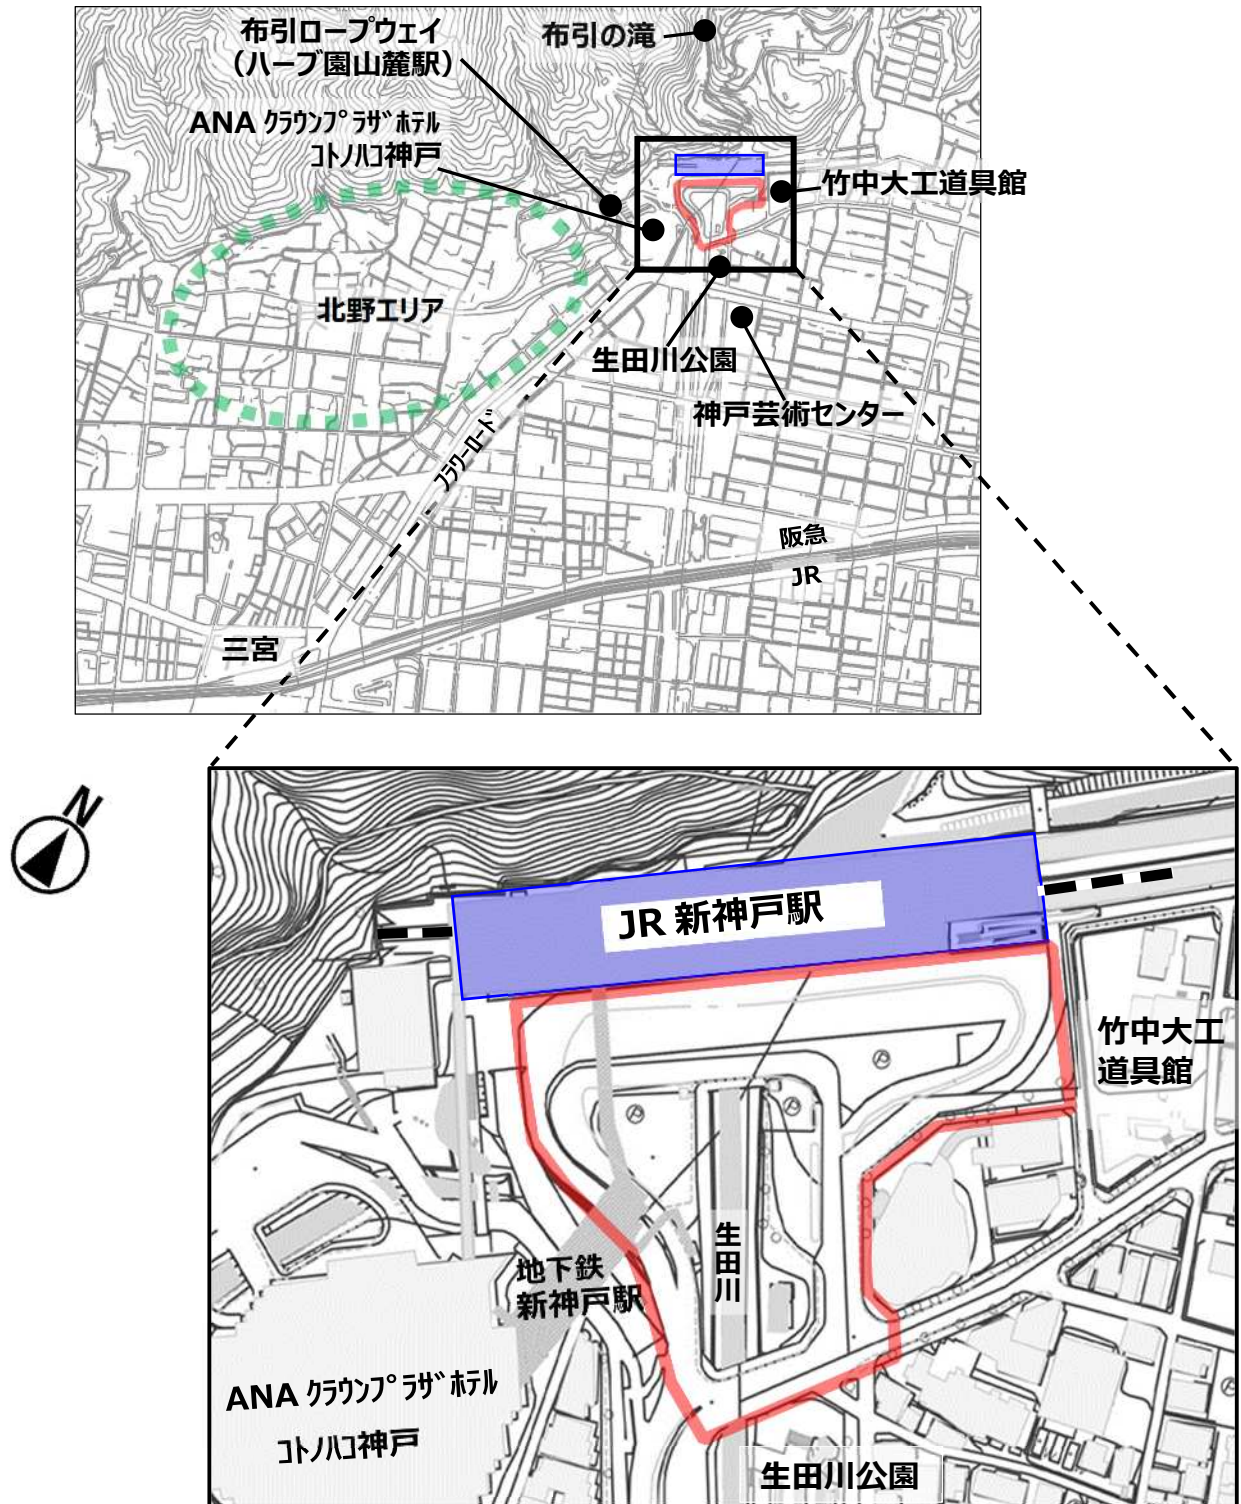 布引ロープウェイ
（ハーブ園山麓駅）
布引の滝
ANA クラウンプラザホテル
コトノハコ神戸
竹中大工道具館
北野エリア
生田川公園
神戸芸術センター
フラワーロード
阪急
JR
三宮
N
JR 新神戸駅
竹中大工
道具館
生田川
地下鉄
新神戸駅
ANA クラウンプラザホテル
コトノハコ神戸
生田川公園